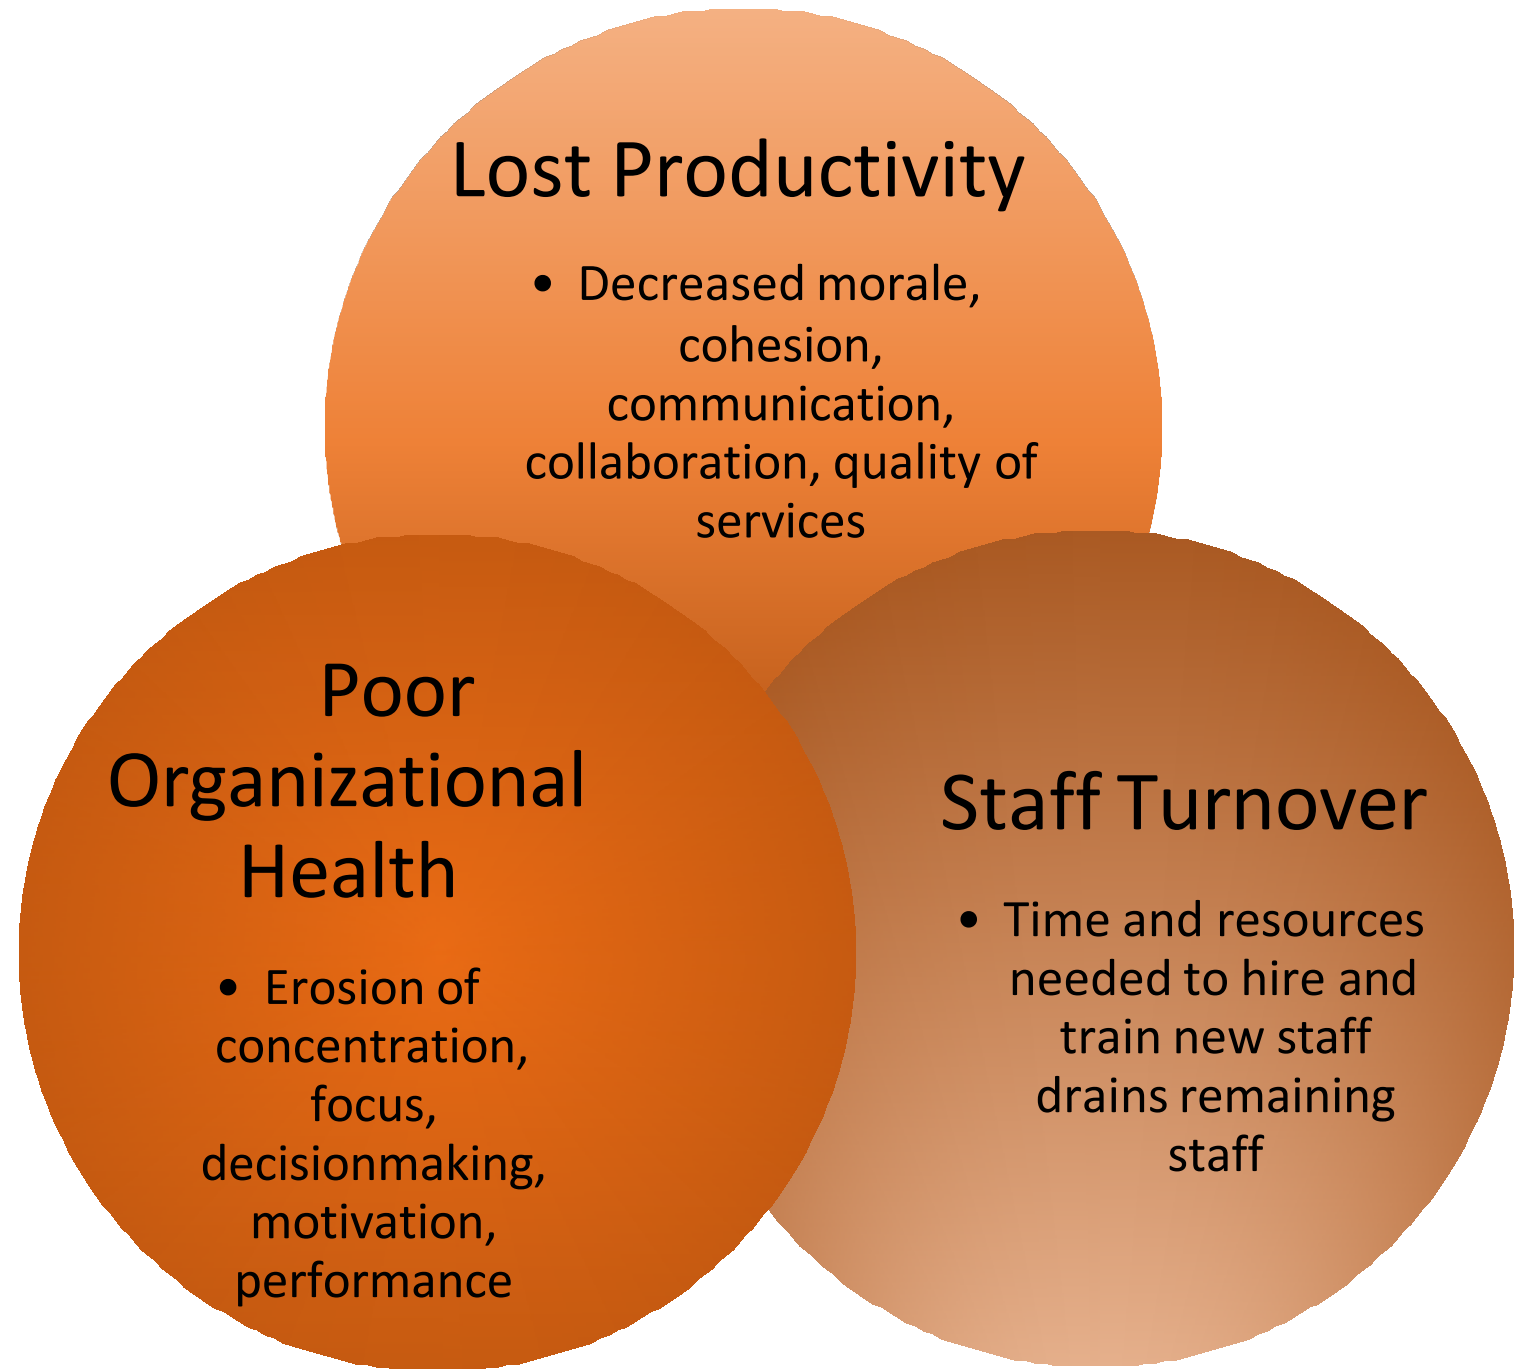 Lost Productivity
• Decreased morale,
cohesion,
communication,
collaboration, quality of
services
Poor
Organizational
Health
• Erosion of
concentration,
focus,
decisionmaking,
motivation,
performance
Staff Turnover
• Time and resources
needed to hire and
train new staff
drains remaining
staff